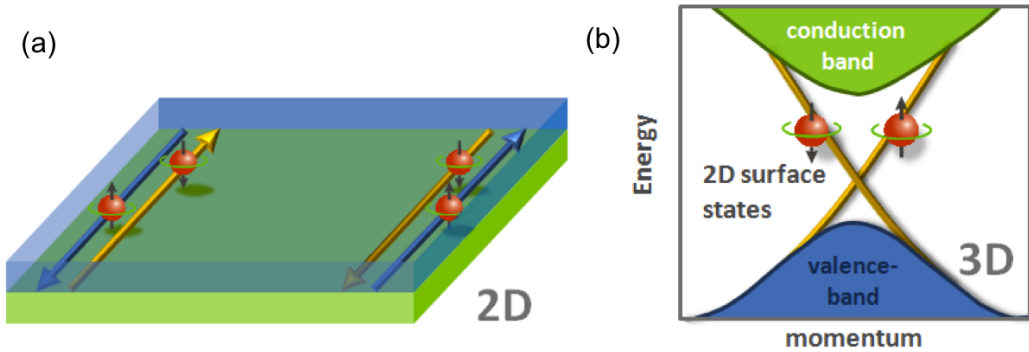 (a)
2D
(b)
conduction
band
Energy
2D surface
states
3D
valence-
band
momentum